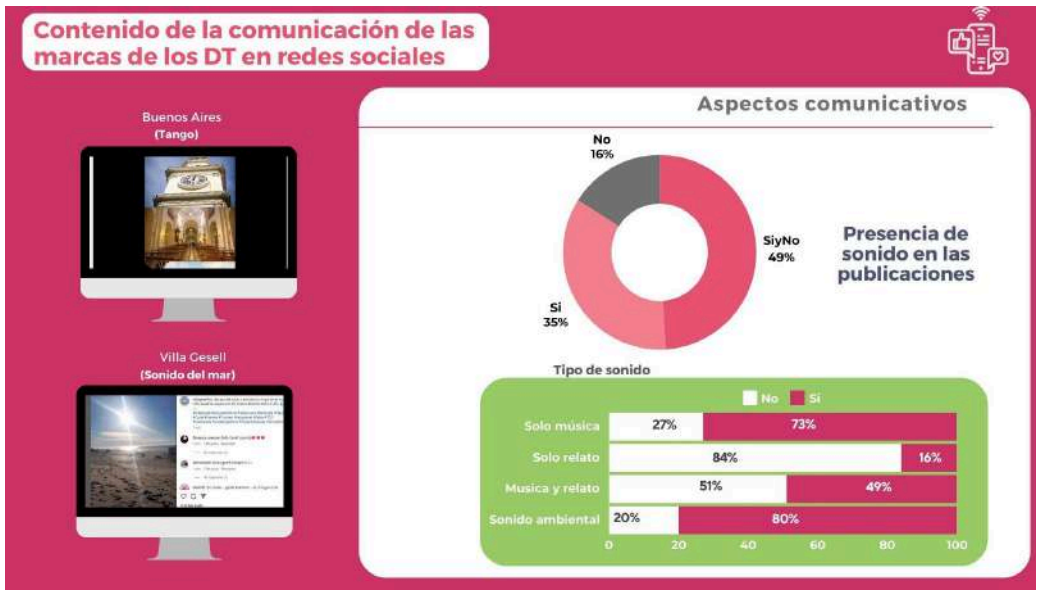 Contenido de la comunicación de las
marcas de los DT en redes sociales
Buenos Aires
(Tango)
Villa Gesell
(Sonido del mar)
Aspectos comunicativos
No
16%
SiyNo
49%
Si
35%
Presencia de
sonido en las
publicaciones
Tipo de sonido
No Si
Solo música 27% 73%
Solo relato 84% 16%
Musica y relato 51% 49%
Sonido ambiental 20% 80%
0 20 40 60 80 100